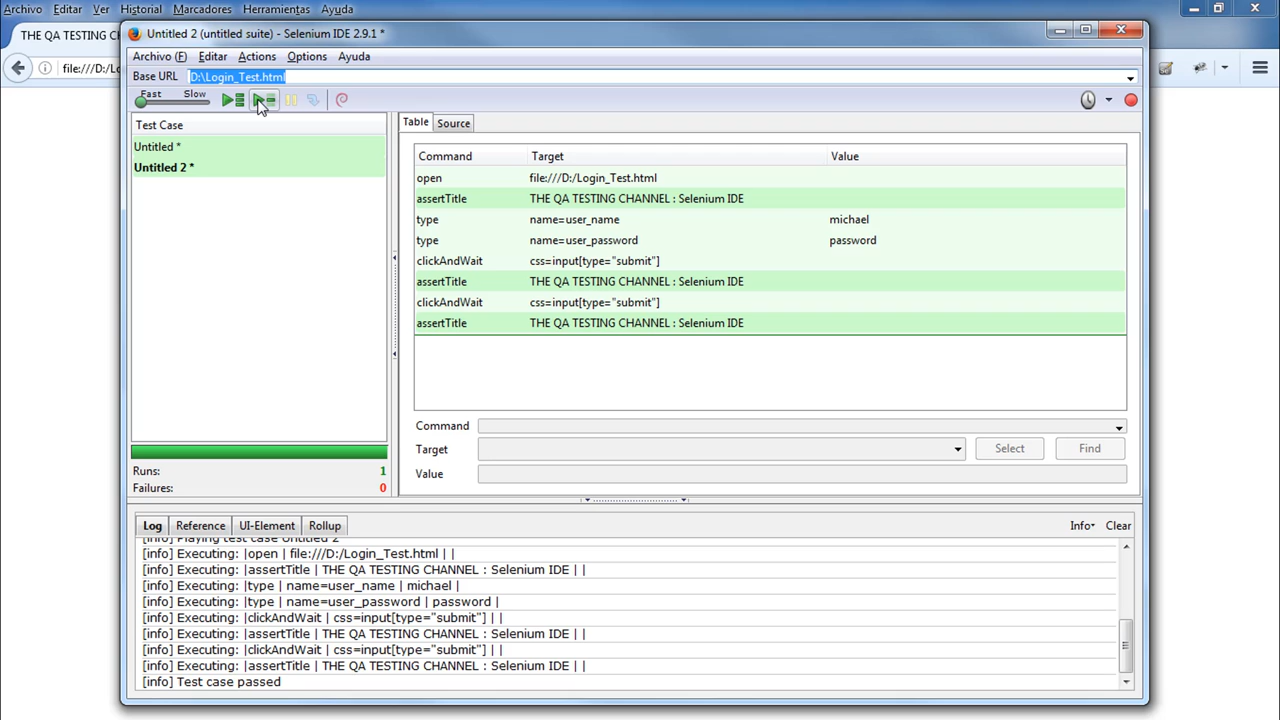 Archivo Editar Ver Historial Marcadores Herramientas Ayuda
THE QA TESTING CH
Untitled 2 (untitled suite) - Selenium IDE 2.9.1 *
file:///D:/Lo
Archivo (F) Editar Actions Options Ayuda
Base URL D:\Login_Test.html
Fast Slow
Test Case
Untitled *
Untitled 2 *
Runs: 1
Failures: 0
Table Source
Command Target Value
open file:///D:/Login_Test.html
assertTitle THE QA TESTING CHANNEL : Selenium IDE
type name=user_name michael
type name=user_password password
clickAndWait css=input[type="submit"]
assertTitle THE QA TESTING CHANNEL : Selenium IDE
clickAndWait css=input[type="submit"]
assertTitle THE QA TESTING CHANNEL : Selenium IDE
Command
Target Select Find
Value
Log Reference UI-Element Rollup Info Clear
[info] Playing test case Untitled 2
[info] Executing: |open | file:///D:/Login_Test.html | |
[info] Executing: |assertTitle | THE QA TESTING CHANNEL : Selenium IDE | |
[info] Executing: |type | name=user_name | michael |
[info] Executing: |type | name=user_password | password |
[info] Executing: |clickAndWait | css=input[type="submit"] | |
[info] Executing: |assertTitle | THE QA TESTING CHANNEL : Selenium IDE | |
[info] Executing: |clickAndWait | css=input[type="submit"] | |
[info] Executing: |assertTitle | THE QA TESTING CHANNEL : Selenium IDE | |
[info] Test case passed